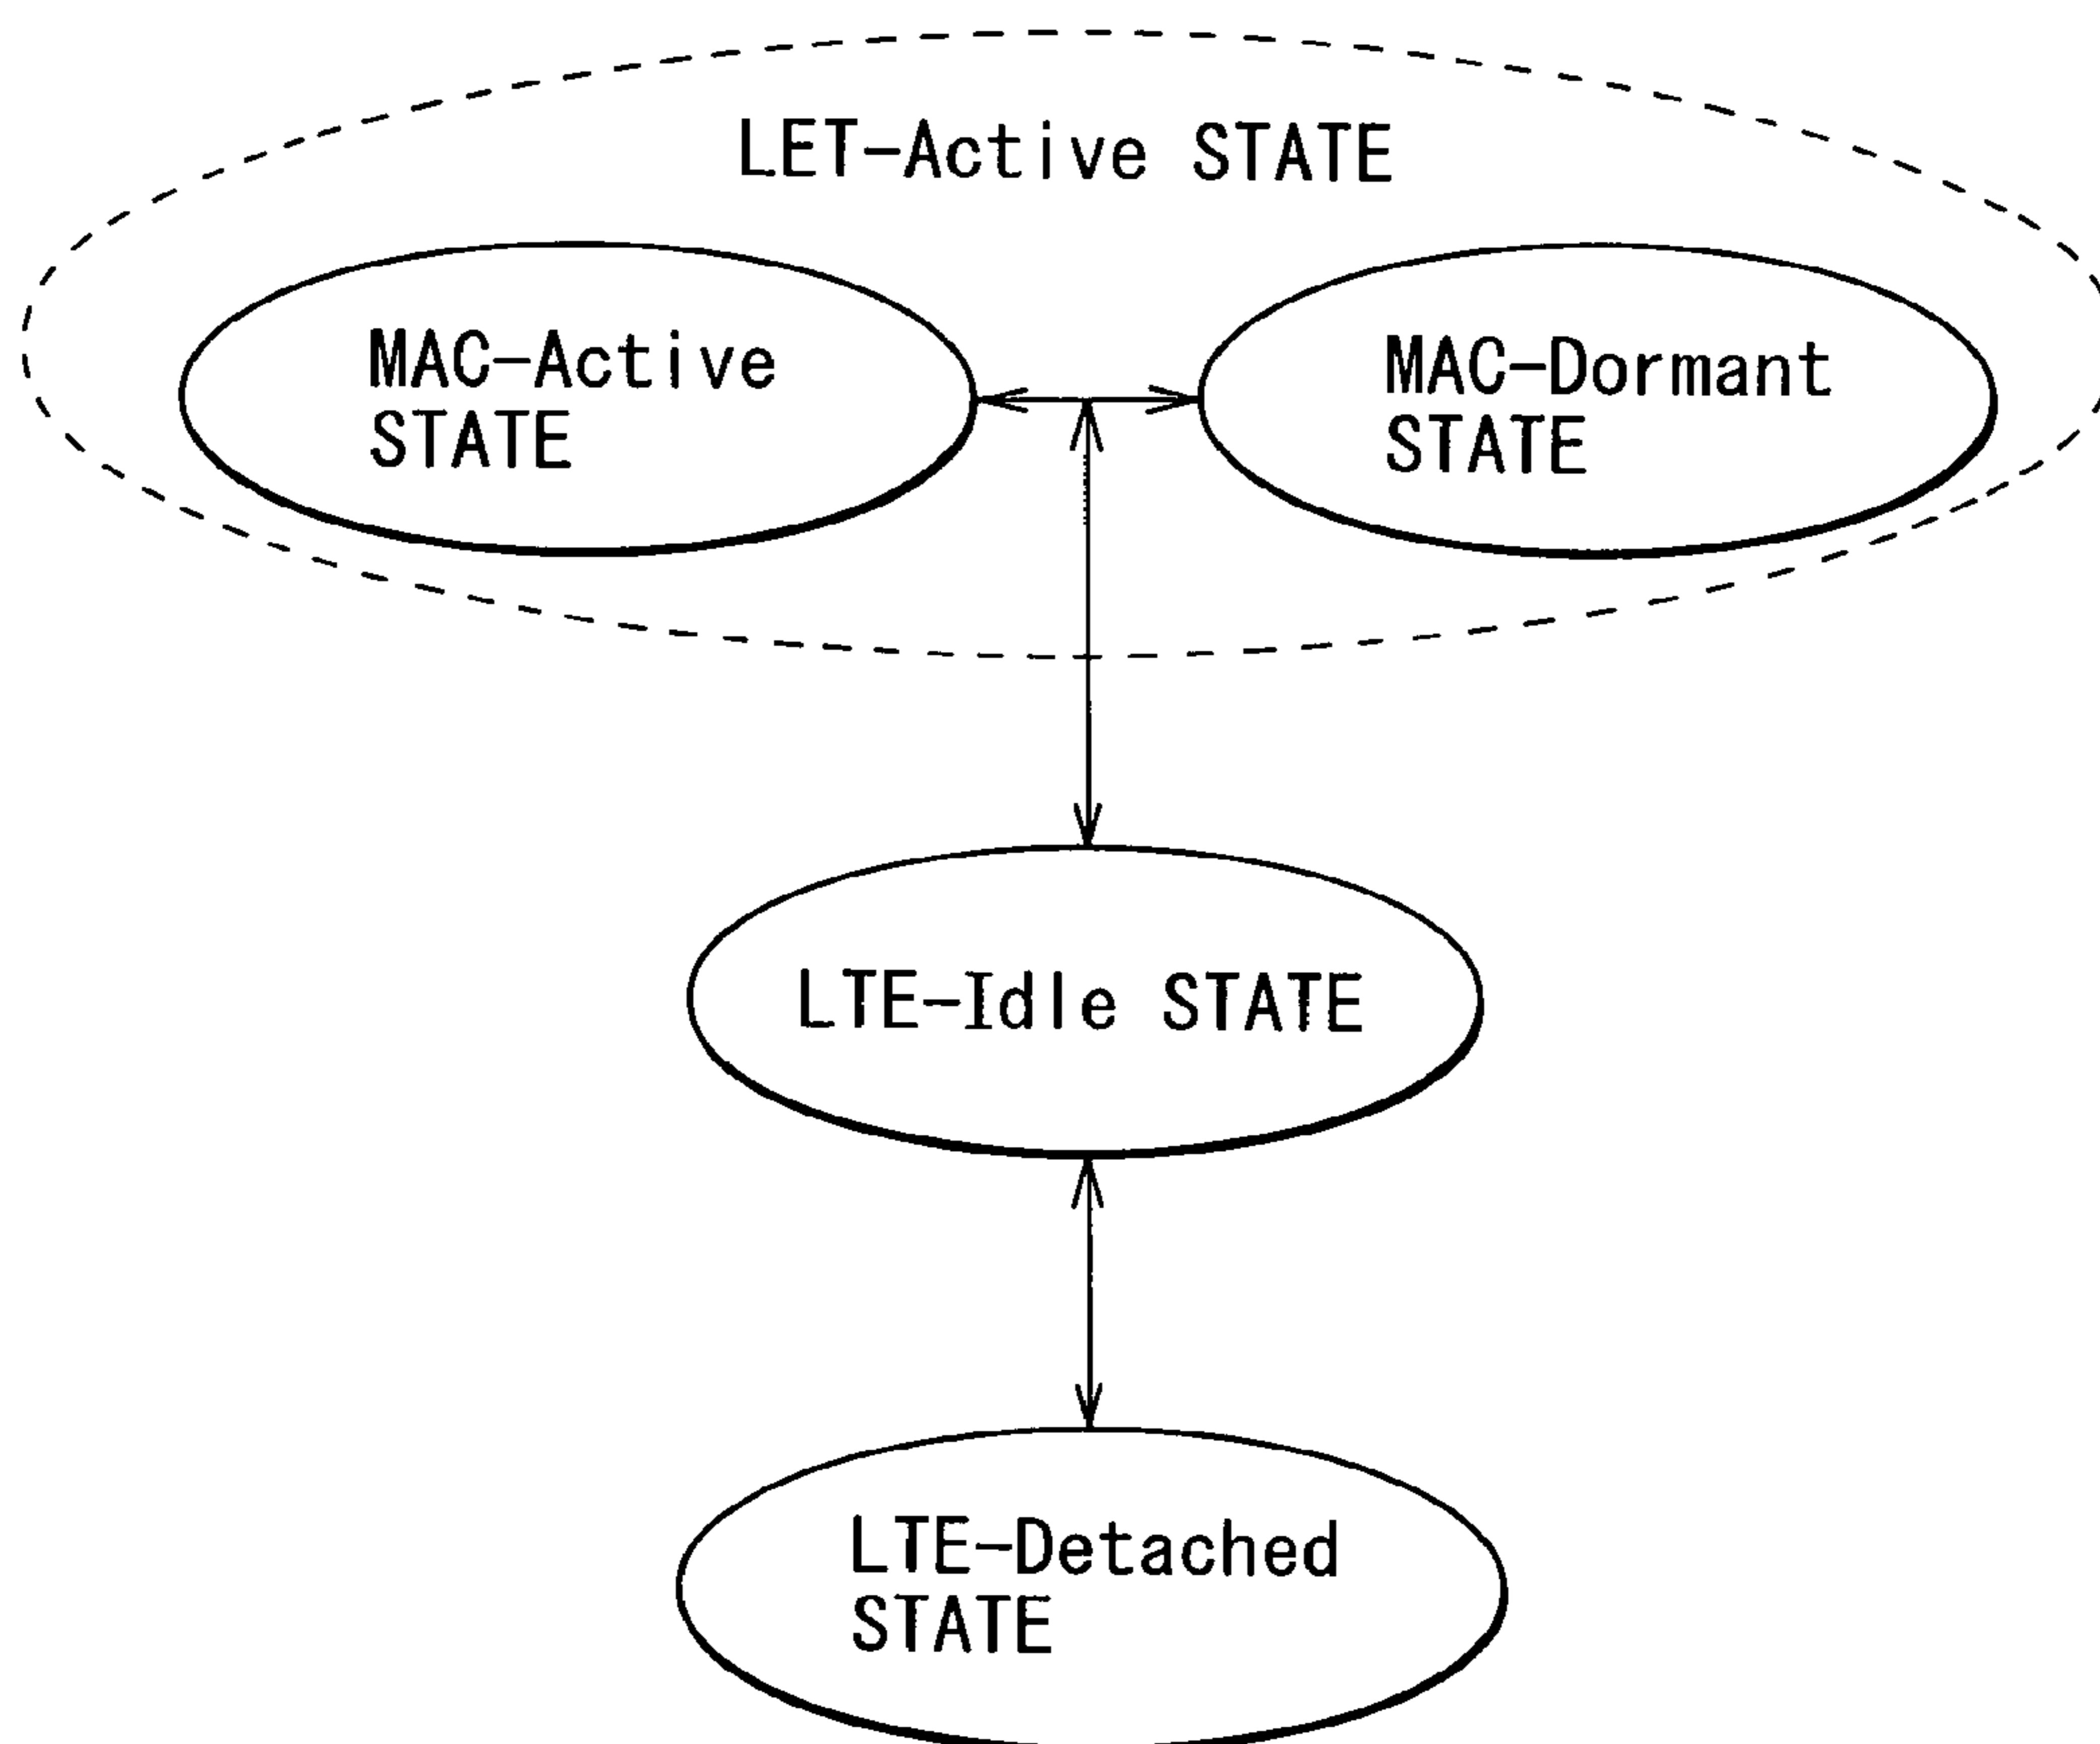 LET-Active STATE
MAC-Active
STATE
MAC-Dormant
STATE
LTE-Idle STATE
LTE-Detached
STATE